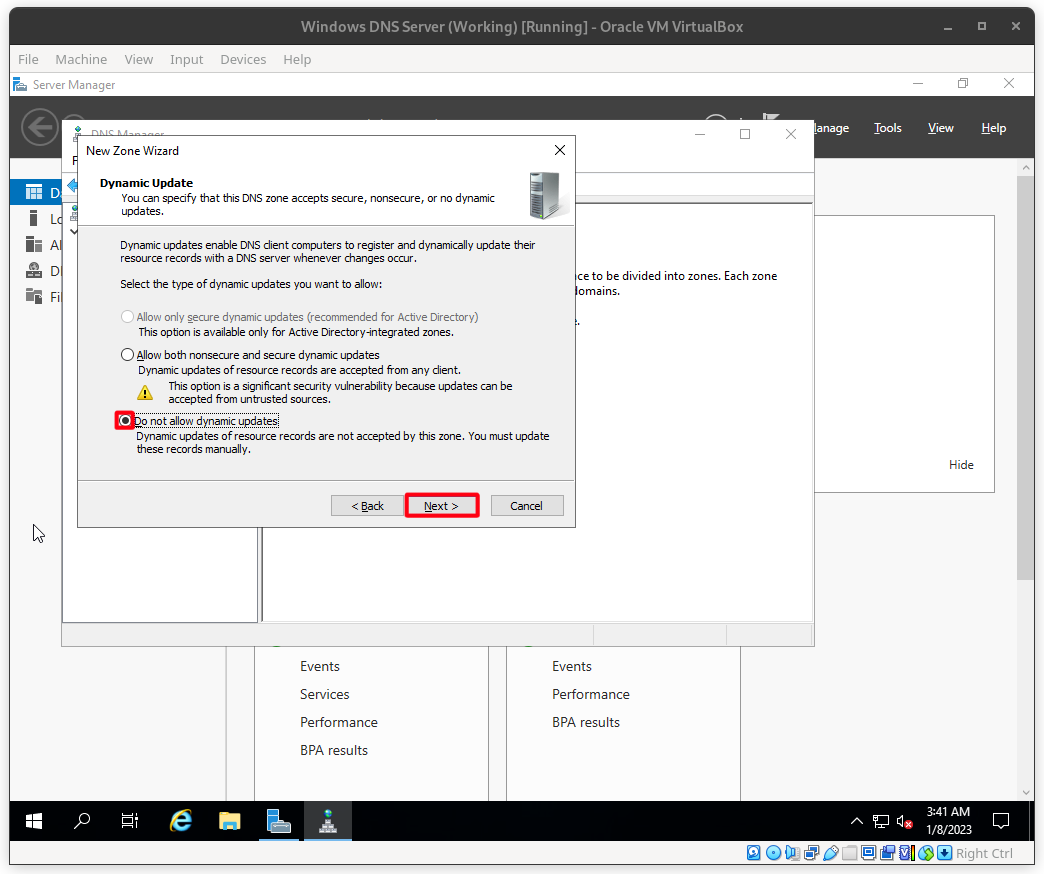 Windows DNS Server (Working) [Running] - Oracle VM VirtualBox
File Machine View Input Devices Help
Server Manager
DNS Manager
Manage Tools View Help
New Zone Wizard
Dynamic Update
You can specify that this DNS zone accepts secure, nonsecure, or no dynamic
updates.
Dynamic updates enable DNS client computers to register and dynamically update their
resource records with a DNS server whenever changes occur.
Select the type of dynamic updates you want to allow:
Allow only secure dynamic updates (recommended for Active Directory)
This option is available only for Active Directory-integrated zones.
Allow both nonsecure and secure dynamic updates
Dynamic updates of resource records are accepted from any client.
This option is a significant security vulnerability because updates can be
accepted from untrusted sources.
Do not allow dynamic updates
Dynamic updates of resource records are not accepted by this zone. You must update
these records manually.
< Back Next > Cancel
to be divided into zones. Each zone
domains.
Hide
Events
Services
Performance
BPA results
Events
Performance
BPA results
3:41 AM
1/8/2023
Right Ctrl